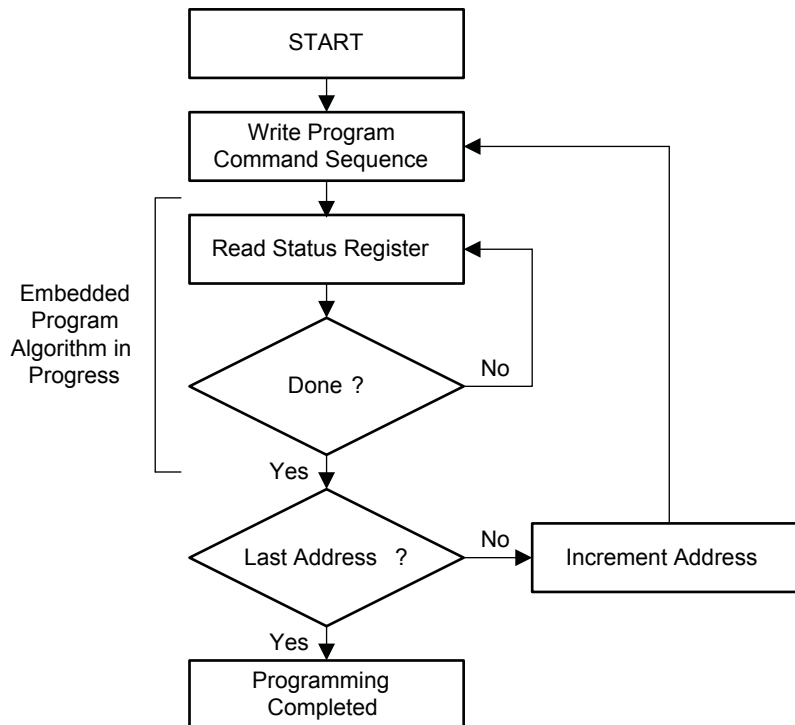 START
Write Program
Command Sequence
Read Status Register
Embedded
Program
Algorithm in
Progress
Done ?
No
Yes
Last Address ?
No
Increment Address
Yes
Programming
Completed